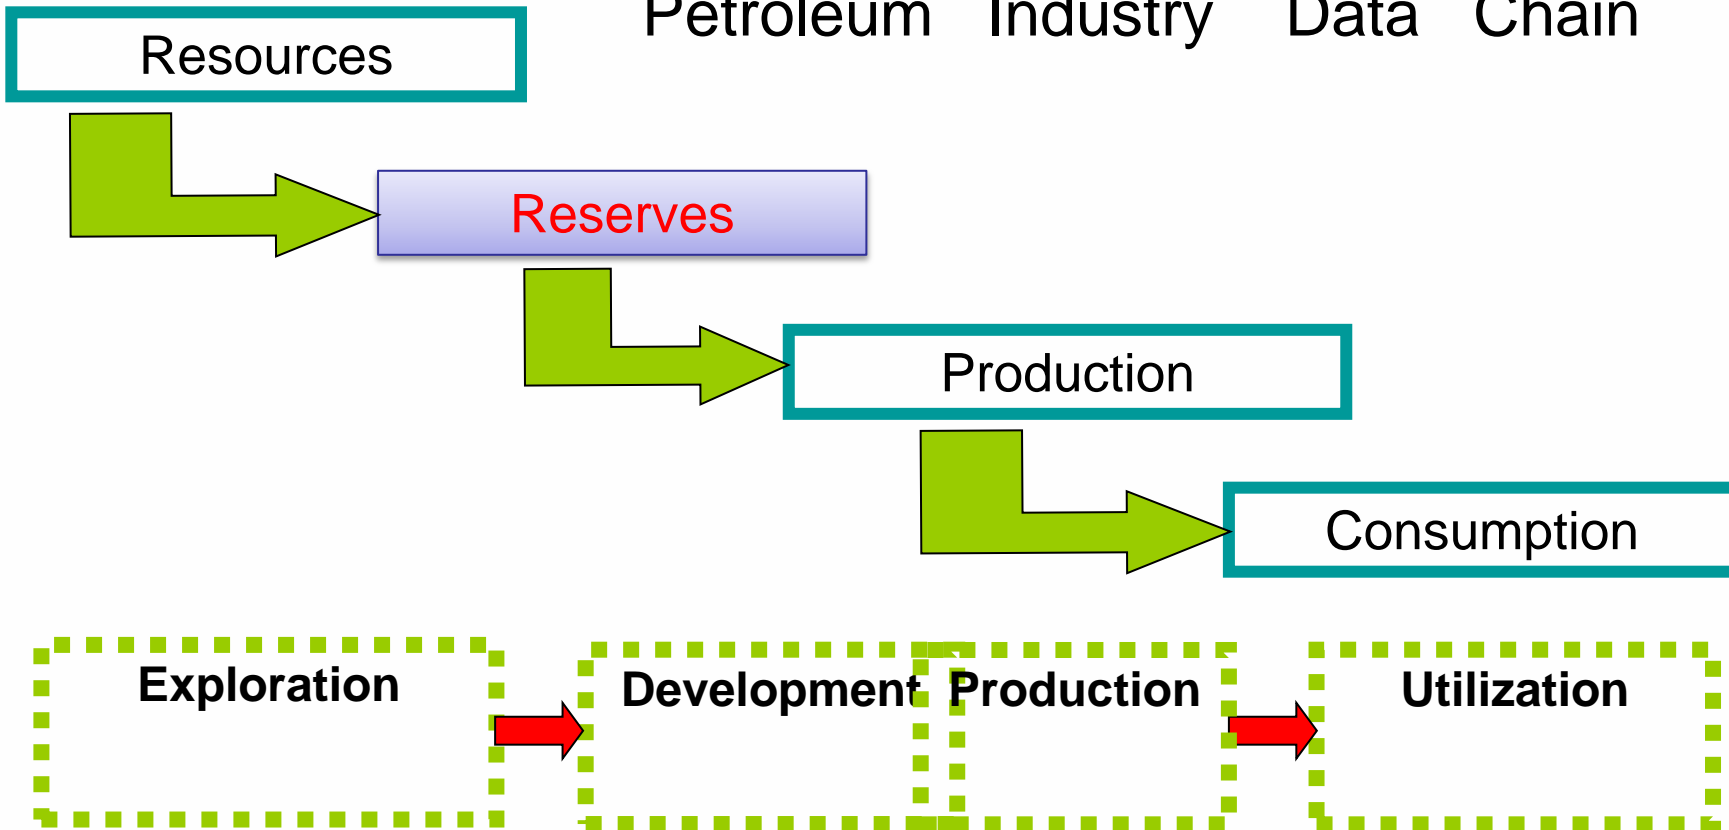 Petroleum Industry Data Chain
Resources
Reserves
Production
Consumption
Exploration
Development
Production
Utilization